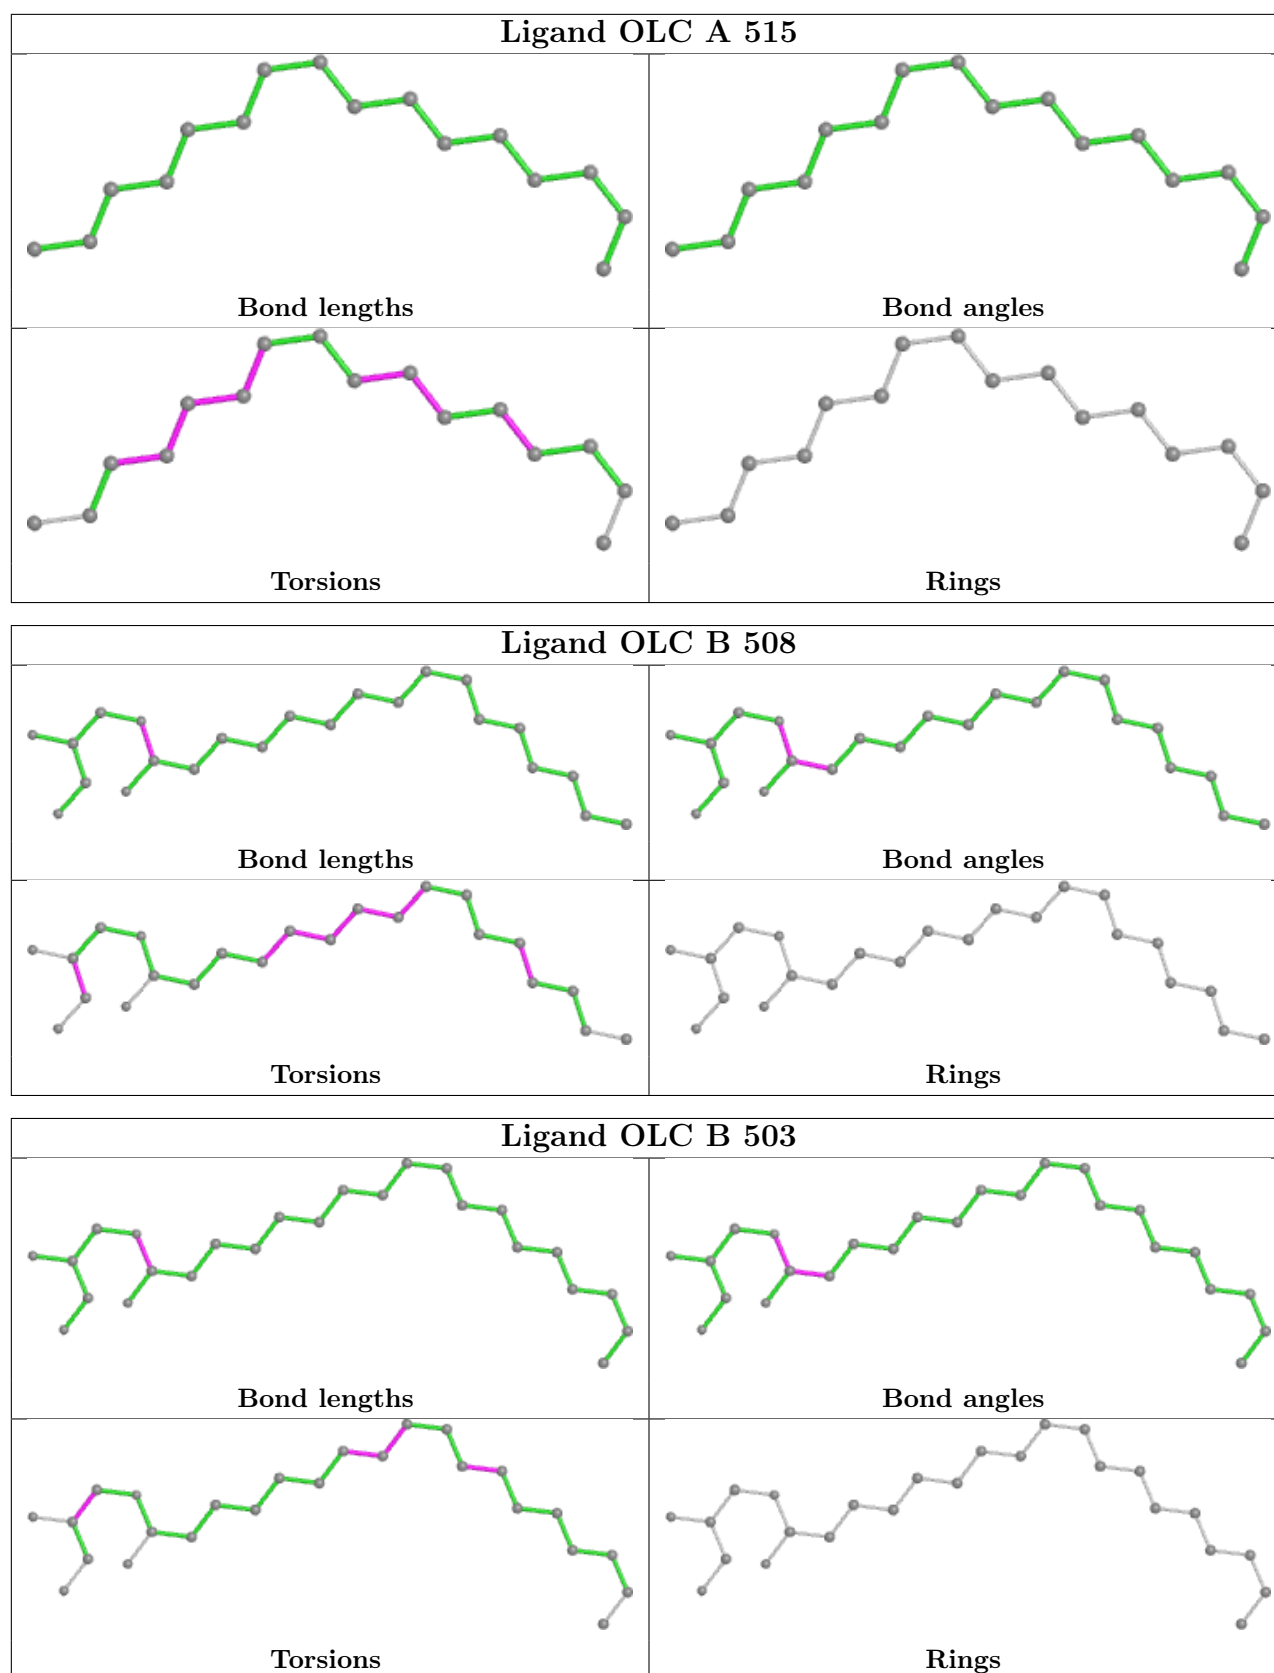 Ligand OLC A 515
Bond lengths
Bond angles
Torsions
Rings
Ligand OLC B 508
Bond lengths
Bond angles
Torsions
Rings
Ligand OLC B 503
Bond lengths
Bond angles
Torsions
Rings